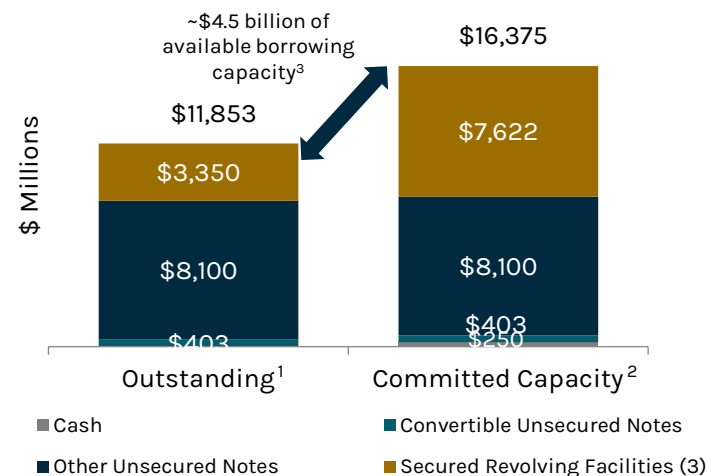 ~$4.5 billion of
available borrowing
capacity³
$16,375
$11,853
$ Millions
$7,622
$3,350
$8,100
$8,100
$403
$403
$250
Outstanding¹
Committed Capacity²
Cash
Convertible Unsecured Notes
Other Unsecured Notes
Secured Revolving Facilities (3)